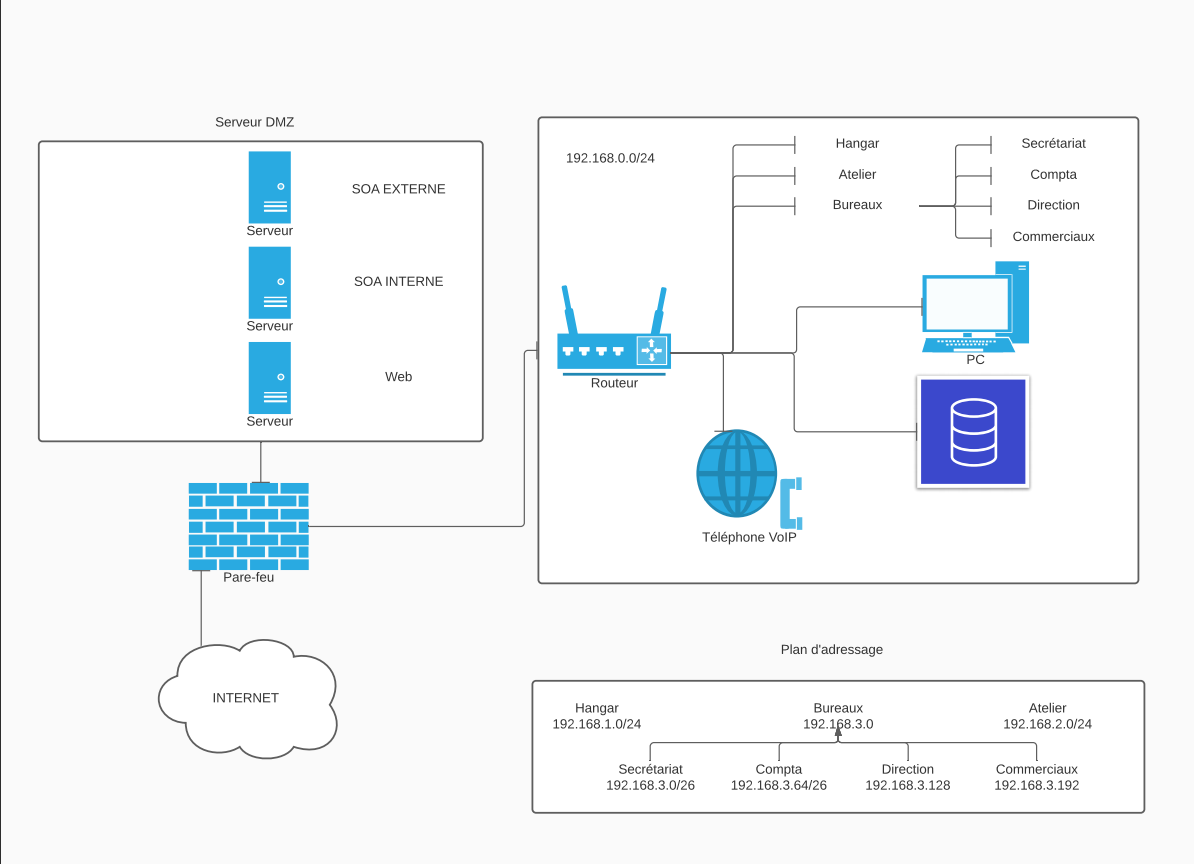 Serveur DMZ
SOA EXTERNE
Serveur
SOA INTERNE
Serveur
Web
Serveur
Pare-feu
INTERNET
192.168.0.0/24
Hangar
Atelier
Bureaux
Secrétariat
Compta
Direction
Commerciaux
Routeur
PC
Téléphone VoIP
Plan d'adressage
Hangar
192.168.1.0/24
Bureaux
192.168.3.0
Atelier
192.168.2.0/24
Secrétariat
192.168.3.0/26
Compta
192.168.3.64/26
Direction
192.168.3.128
Commerciaux
192.168.3.192